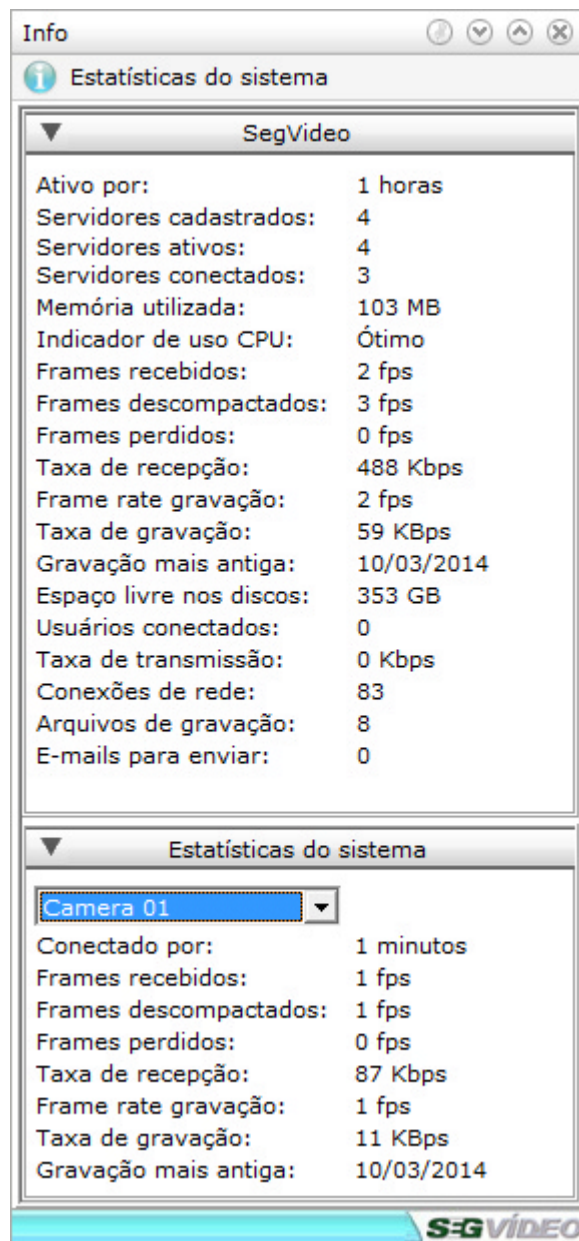 Info
Estatísticas do sistema
SegVideo
Ativo por: 1 horas
Servidores cadastrados: 4
Servidores ativos: 4
Servidores conectados: 3
Memória utilizada: 103 MB
Indicador de uso CPU: Ótimo
Frames recebidos: 2 fps
Frames descompactados: 3 fps
Frames perdidos: 0 fps
Taxa de recepção: 488 Kbps
Frame rate gravação: 2 fps
Taxa de gravação: 59 KBps
Gravação mais antiga: 10/03/2014
Espaço livre nos discos: 353 GB
Usuários conectados: 0
Taxa de transmissão: 0 Kbps
Conexões de rede: 83
Arquivos de gravação: 8
E-mails para enviar: 0
Estatísticas do sistema
Camera 01
Conectado por: 1 minutos
Frames recebidos: 1 fps
Frames descompactados: 1 fps
Frames perdidos: 0 fps
Taxa de recepção: 87 Kbps
Frame rate gravação: 1 fps
Taxa de gravação: 11 KBps
Gravação mais antiga: 10/03/2014
SEGVÍDEO